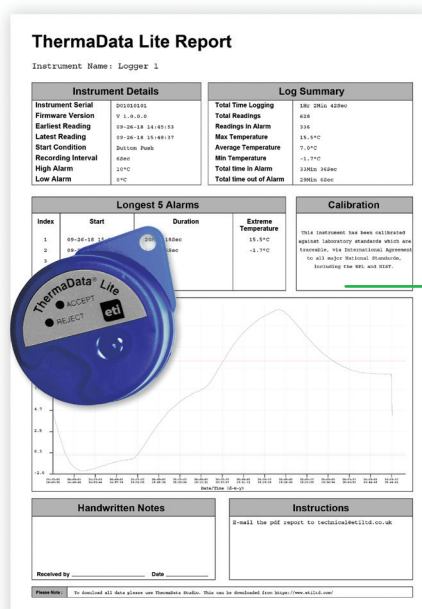 ThermaData Lite Report
Instrument Name: Logger 1
Instrument Details
Instrument Serial D01010101
Firmware Version V 1.0.0.0
Earliest Reading 09-26-18 14:45:53
Latest Reading 09-26-18 15:48:37
Start Condition Button Push
Recording Interval 6Sec
High Alarm 10°C
Low Alarm 0°C
Log Summary
Total Time Logging 1Hr 2Min 42Sec
Total Readings 628
Readings In Alarm 336
Max Temperature 15.5°C
Average Temperature 7.0°C
Min Temperature -1.7°C
Total time in Alarm 33Min 36Sec
Total time out of Alarm 29Min 6Sec
Longest 5 Alarms
Index Start Duration Extreme Temperature
1 09-26-18 18Sec 15.5°C
2 -1.7°C
3
Calibration
This instrument has been calibrated
against laboratory standards which are
traceable, via International Agreement
to all major National Standards,
including the NPL and NIST.
ThermaData® Lite
ACCEPT
REJECT
eti
Date/Time (d-m-y)
Handwritten Notes
Received by
Date
Instructions
E-mail the pdf report to technical@etiltd.co.uk
Please Note : To download all data please use ThermaData Studio. This can be downloaded from https://www.etiltd.com/